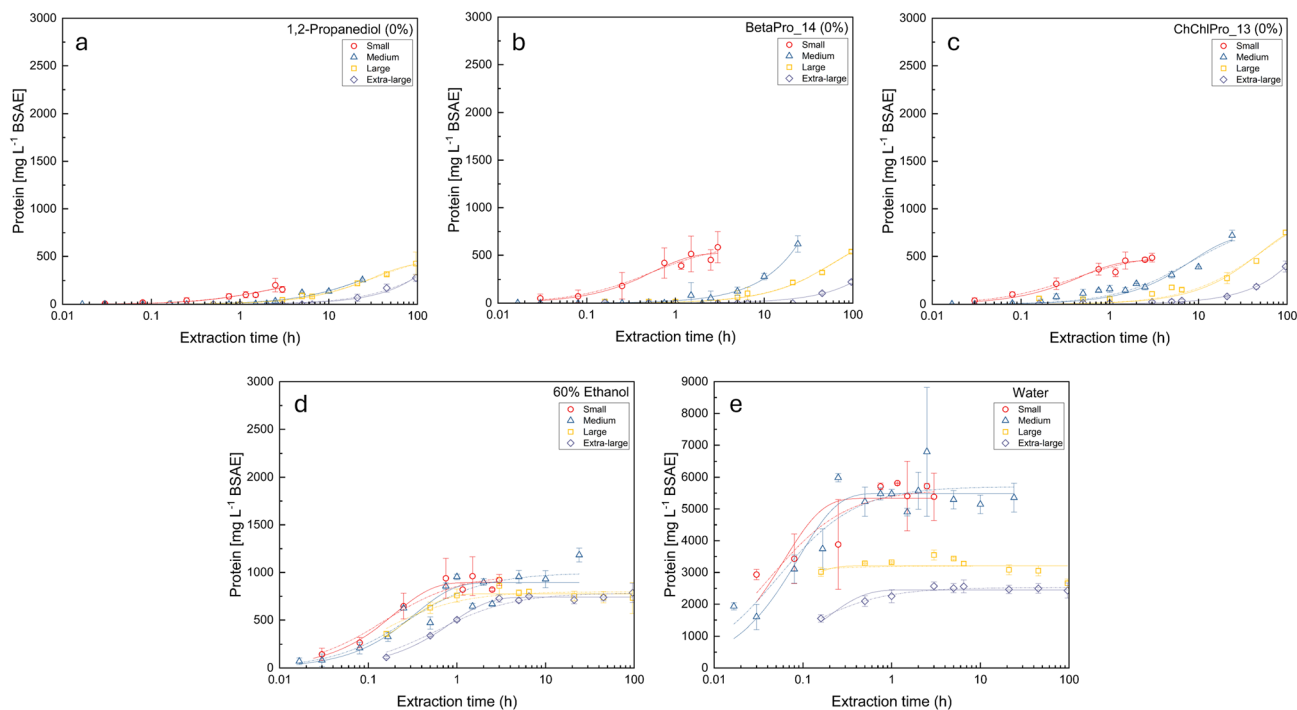 a
1,2-Propanediol (0%)
Small
Medium
Large
Extra-large
3000
2500
2000
1500
1000
500
0
0.01
0.1
1
10
100
Protein [mg L⁻¹ BSAE]
Extraction time (h)
b
BetaPro_14 (0%)
Small
Medium
Large
Extra-large
3000
2500
2000
1500
1000
500
0
0.01
0.1
1
10
100
Protein [mg L⁻¹ BSAE]
Extraction time (h)
c
ChChlPro_13 (0%)
Small
Medium
Large
Extra-large
3000
2500
2000
1500
1000
500
0
0.01
0.1
1
10
100
Protein [mg L⁻¹ BSAE]
Extraction time (h)
d
60% Ethanol
Small
Medium
Large
Extra-large
3000
2500
2000
1500
1000
500
0
0.01
0.1
1
10
100
Protein [mg L⁻¹ BSAE]
Extraction time (h)
e
Water
Small
Medium
Large
Extra-large
9000
8000
7000
6000
5000
4000
3000
2000
1000
0
0.01
0.1
1
10
100
Protein [mg L⁻¹ BSAE]
Extraction time (h)